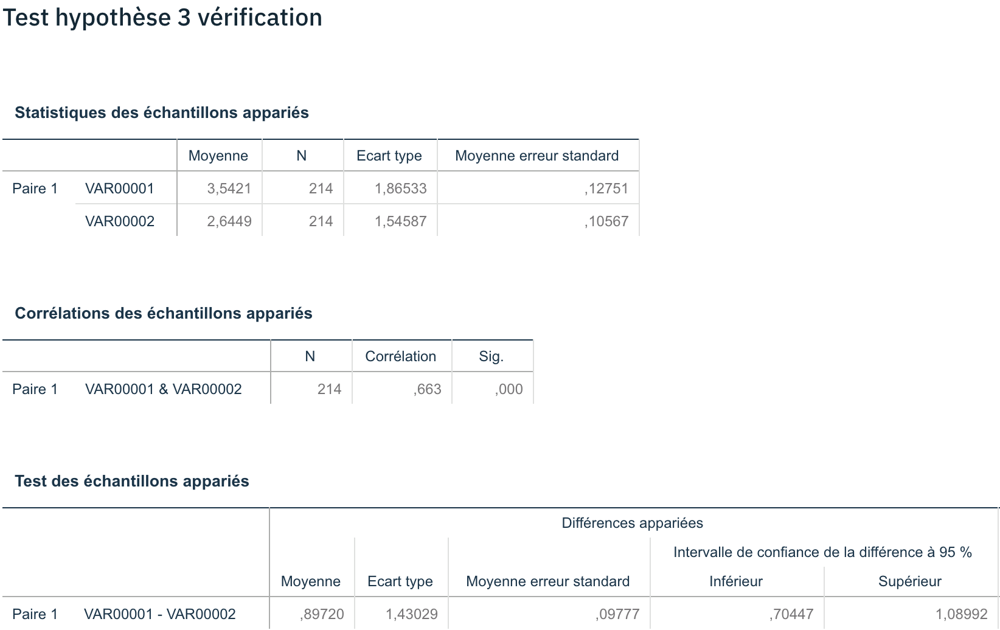 Test hypothèse 3 vérification
Statistiques des échantillons appariés
Moyenne N Ecart type Moyenne erreur standard
Paire 1 VAR00001 3,5421 214 1,86533 ,12751
VAR00002 2,6449 214 1,54587 ,10567
Corrélations des échantillons appariés
N Corrélation Sig.
Paire 1 VAR00001 & VAR00002 214 ,663 ,000
Test des échantillons appariés
Différences appariées
Intervalle de confiance de la différence à 95 %
Moyenne Ecart type Moyenne erreur standard Inférieur Supérieur
Paire 1 VAR00001 - VAR00002 ,89720 1,43029 ,09777 ,70447 1,08992